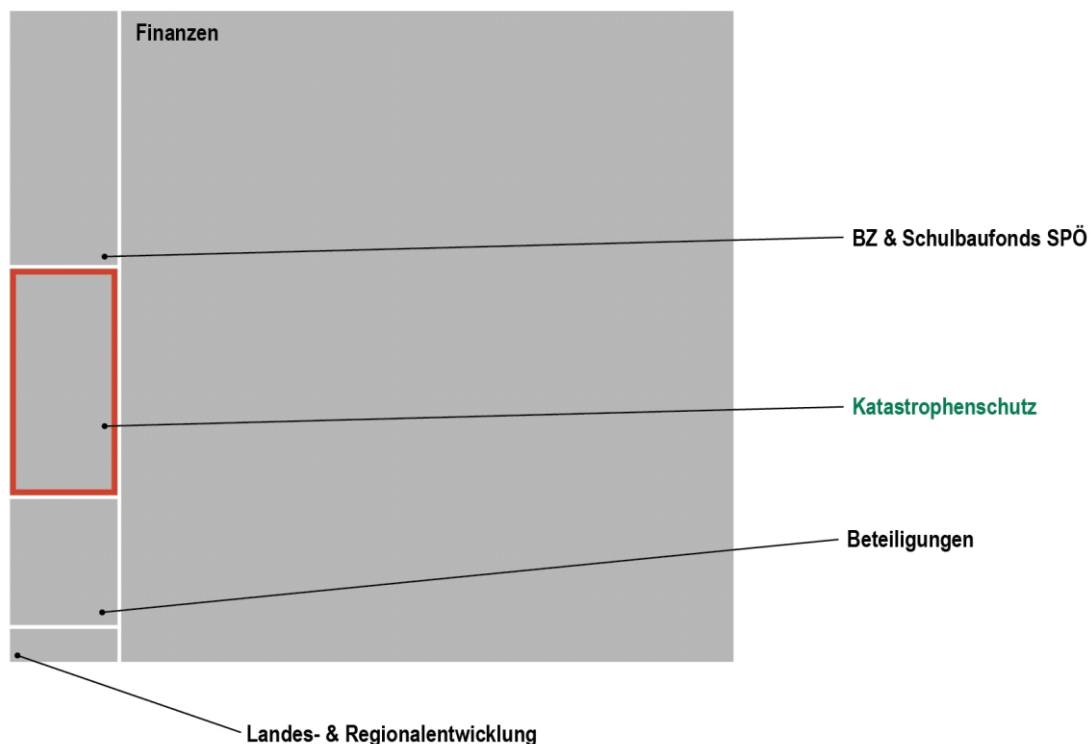 Finanzen
BZ & Schulbaufonds SPÖ
Katastrophenschutz
Beteiligungen
Landes- & Regionalentwicklung